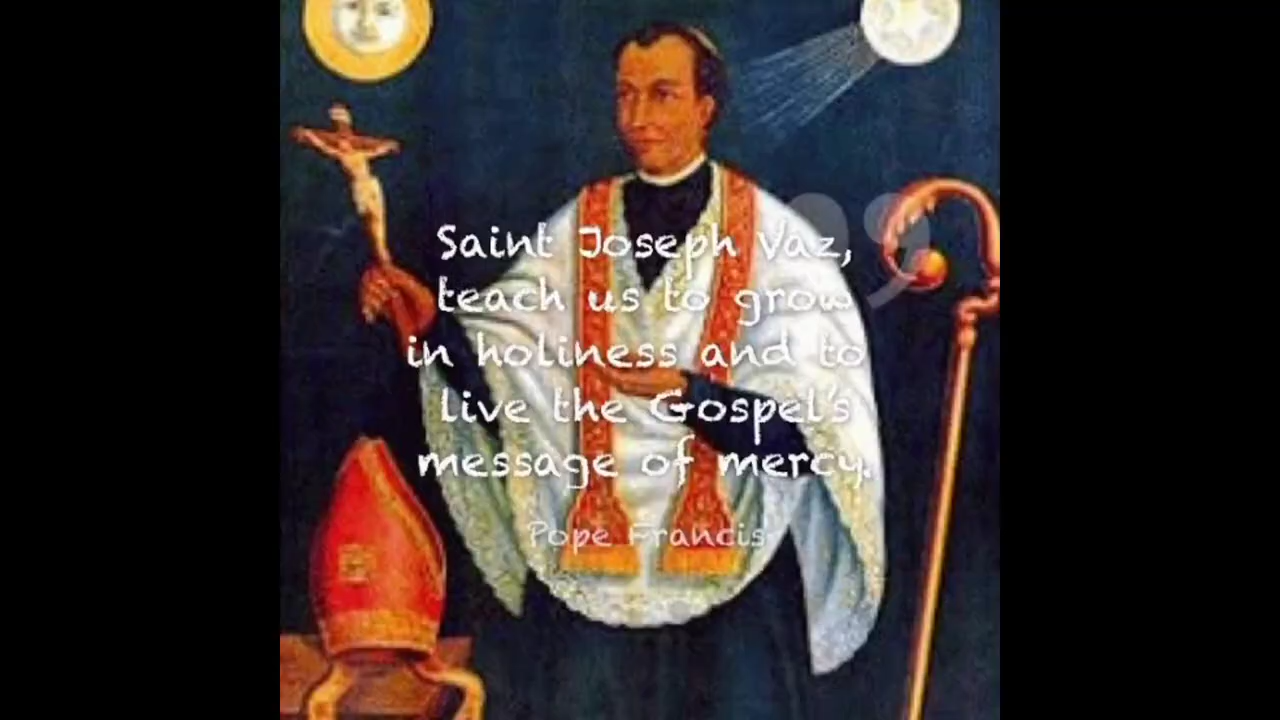 Saint Joseph Vaz,
teach us to grow
in holiness and to
live the Gospel's
message of mercy.
Pope Francis